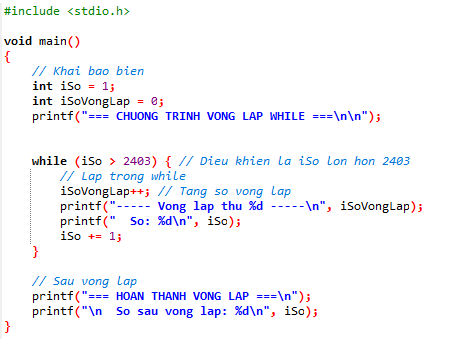 #include <stdio.h>
void main()
{
// Khai bao bien
int iSo = 1;
int iSoVongLap = 0;
printf("=== CHUONG TRINH VONG LAP WHILE ===\n\n");
while (iSo > 2403) { // Dieu khien la iSo lon hon 2403
// Lap trong while
iSoVongLap++; // Tang so vong lap
printf("----- Vong lap thu %d -----\n", iSoVongLap);
printf("  So: %d\n", iSo);
iSo += 1;
}
// Sau vong lap
printf("=== HOAN THANH VONG LAP ===\n");
printf("\n  So sau vong lap: %d\n", iSo);
}